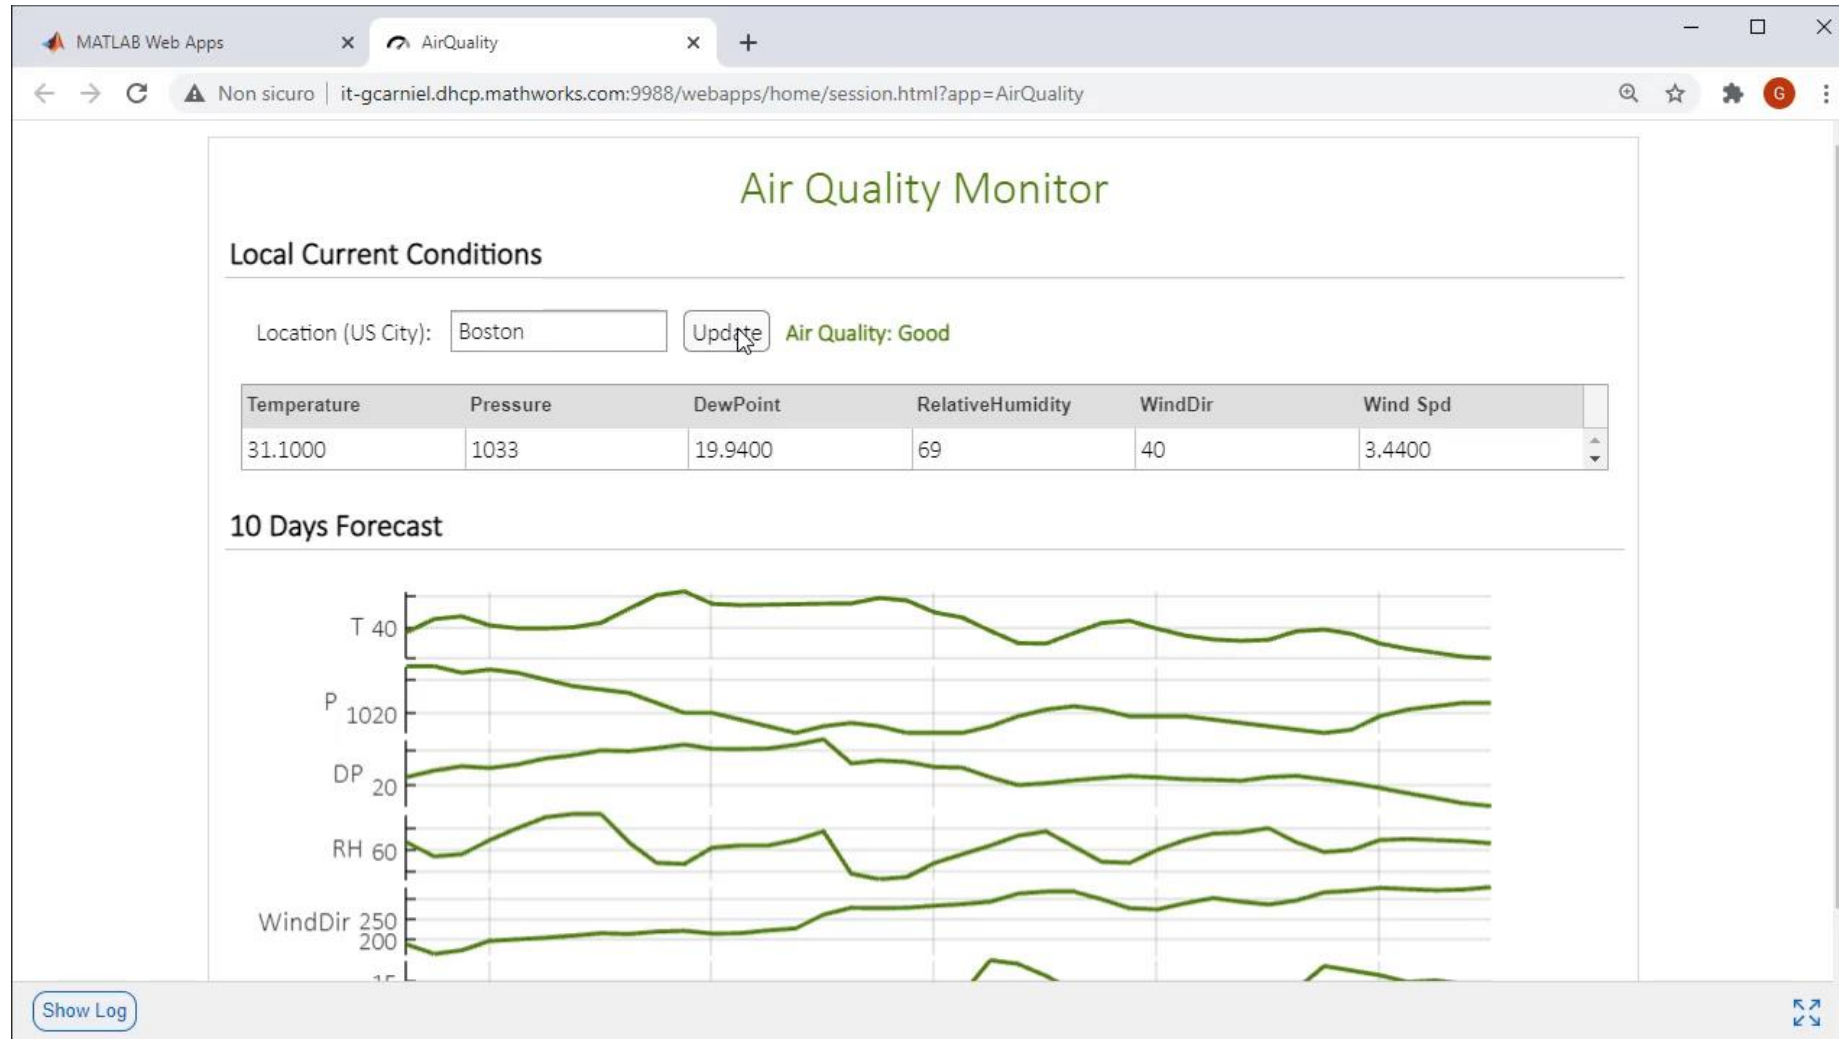 MATLAB Web Apps
AirQuality
Non sicuro it-gcarniel.dhcp.mathworks.com:9988/webapps/home/session.html?app=AirQuality
G
Air Quality Monitor
Local Current Conditions
Location (US City): Boston Update Air Quality: Good
Temperature Pressure DewPoint RelativeHumidity WindDir Wind Spd
31.1000 1033 19.9400 69 40 3.4400
10 Days Forecast
T 40
P 1020
DP 20
RH 60
WindDir 250
200
15
Show Log